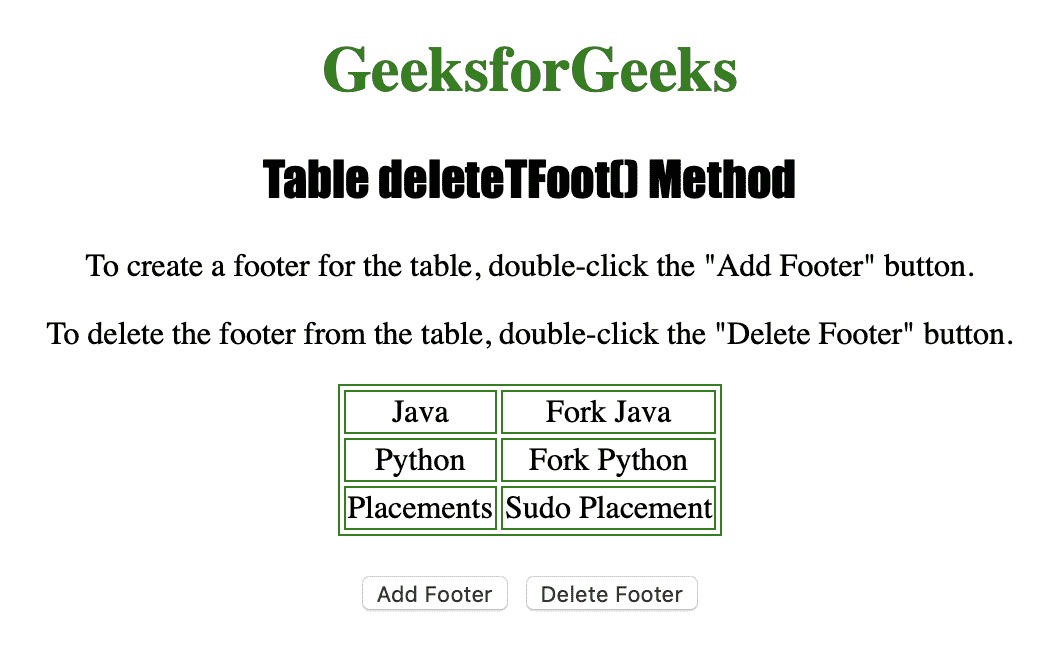 GeeksforGeeks
Table deleteTFoot() Method
To create a footer for the table, double-click the "Add Footer" button.
To delete the footer from the table, double-click the "Delete Footer" button.
Java Fork Java
Python Fork Python
Placements Sudo Placement
Add Footer Delete Footer